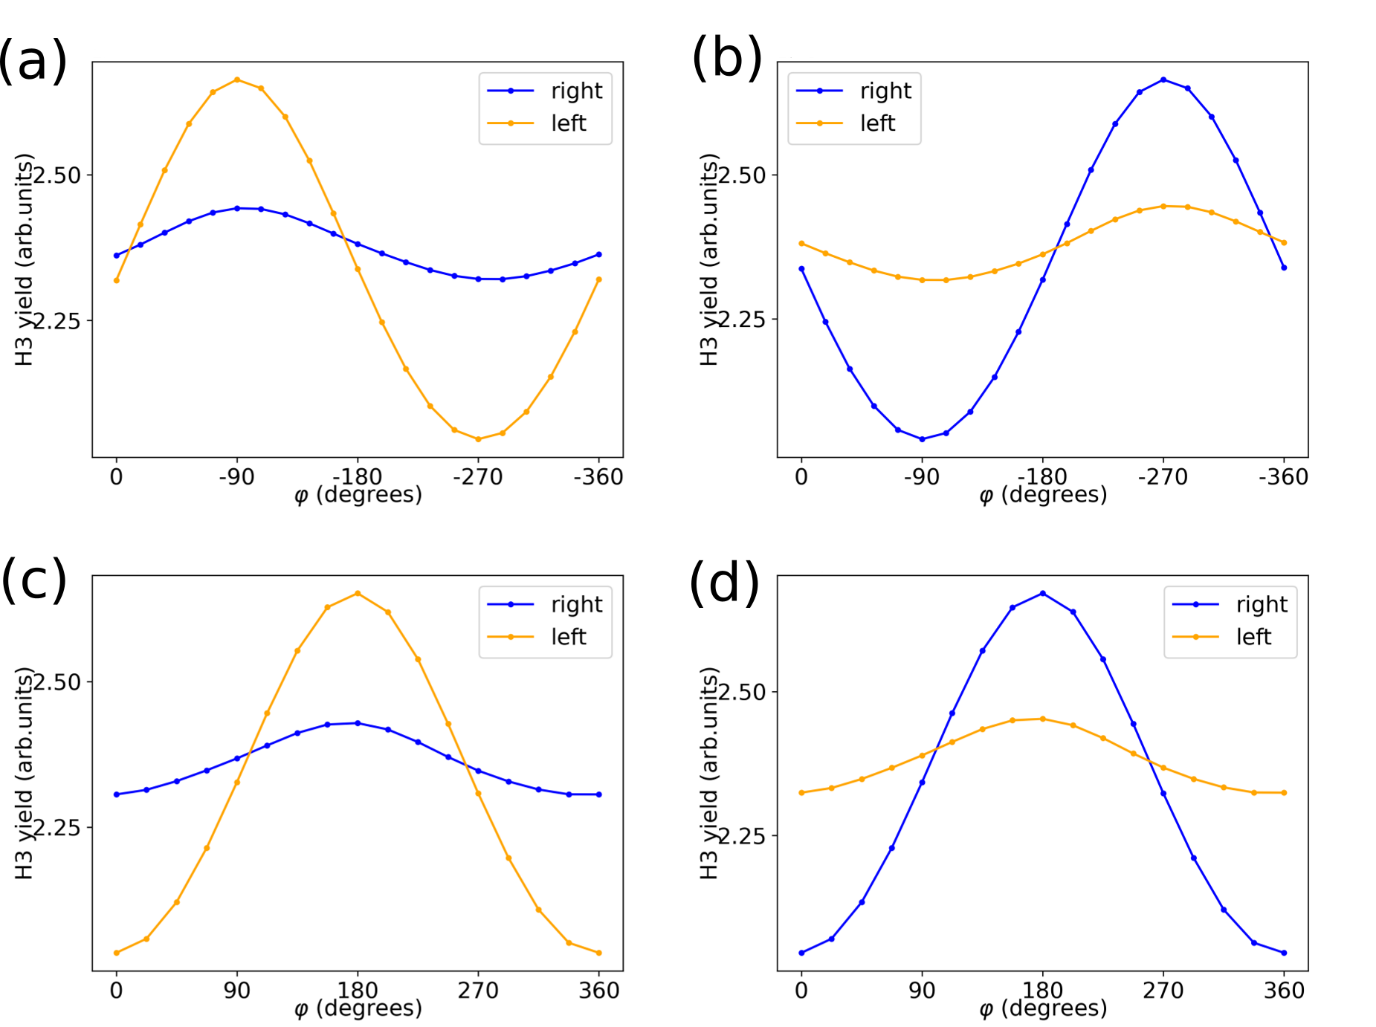 (a)
right
left
H3 yield (arb.units)
2.50
2.25
0 -90 -180 -270 -360
φ (degrees)
(b)
right
left
H3 yield (arb.units)
2.50
2.25
0 -90 -180 -270 -360
φ (degrees)
(c)
right
left
H3 yield (arb.units)
2.50
2.25
0 90 180 270 360
φ (degrees)
(d)
right
left
H3 yield (arb.units)
2.50
2.25
0 90 180 270 360
φ (degrees)